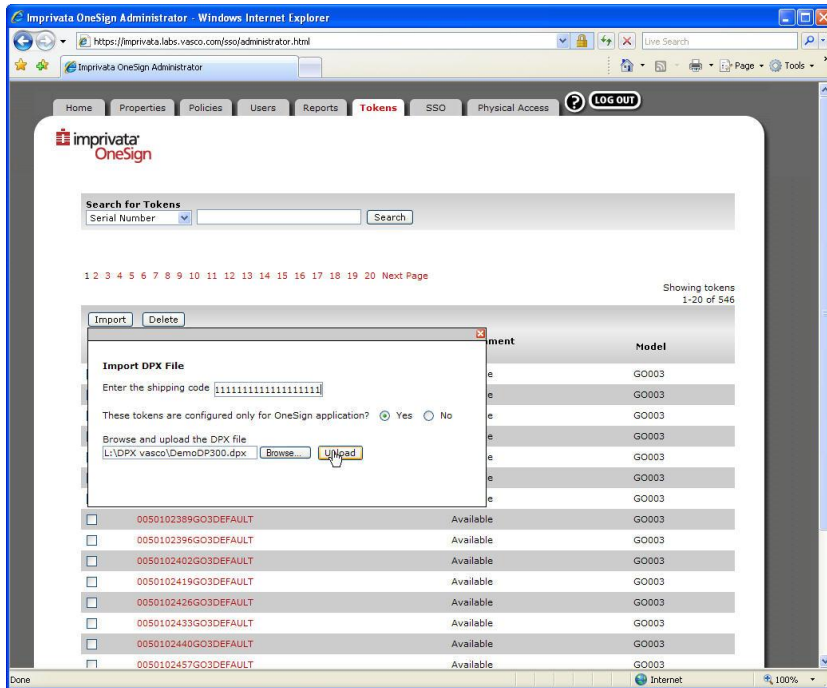 Imprivata OneSign Administrator - Windows Internet Explorer
https://imprivata.labs.vasco.com/sso/administrator.html
Live Search
Imprivata OneSign Administrator
Page
Tools
Home Properties Policies Users Reports Tokens SSO Physical Access ? LOG OUT
imprivata
OneSign
Search for Tokens
Serial Number Search
1 2 3 4 5 6 7 8 9 10 11 12 13 14 15 16 17 18 19 20 Next Page
Showing tokens
1-20 of 546
Import Delete
ment Model
Import DPX File
Enter the shipping code
These tokens are configured only for OneSign application? Yes No
Browse and upload the DPX file
L:\DPX vasco\DemoDP300.dpx Browse... Upload
e GO003
e GO003
e GO003
e GO003
e GO003
e GO003
e GO003
0050102389GO3DEFAULT Available GO003
0050102396GO3DEFAULT Available GO003
0050102402GO3DEFAULT Available GO003
0050102419GO3DEFAULT Available GO003
0050102426GO3DEFAULT Available GO003
0050102433GO3DEFAULT Available GO003
0050102440GO3DEFAULT Available GO003
0050102457GO3DEFAULT Available GO003
Done Internet 100%